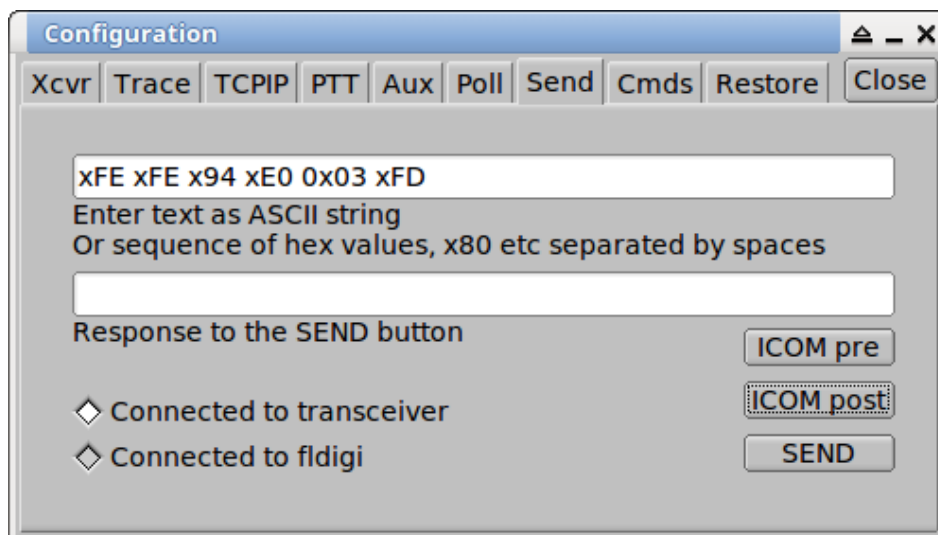 Configuration
Xcvr Trace TCPIP PTT Aux Poll Send Cmds Restore Close
xFE xFE x94 xE0 0x03 xFD
Enter text as ASCII string
Or sequence of hex values, x80 etc separated by spaces
Response to the SEND button
ICOM pre
Connected to transceiver
ICOM post
Connected to fldigi
SEND